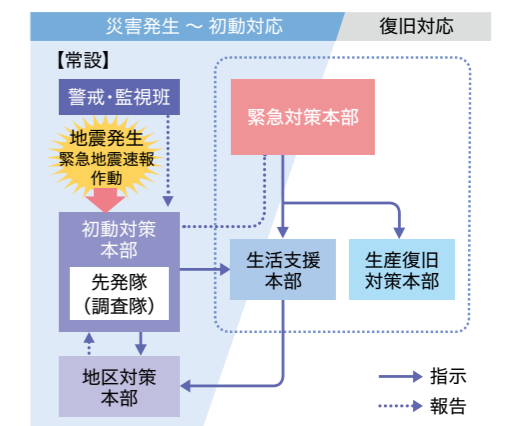 災害発生 ～ 初動対応
復旧対応
【常設】
警戒・監視班
地震発生
緊急地震速報
作動
緊急対策本部
初動対策
本部
先発隊
（調査隊）
生活支援
本部
生産復旧
対策本部
地区対策
本部
指示
報告